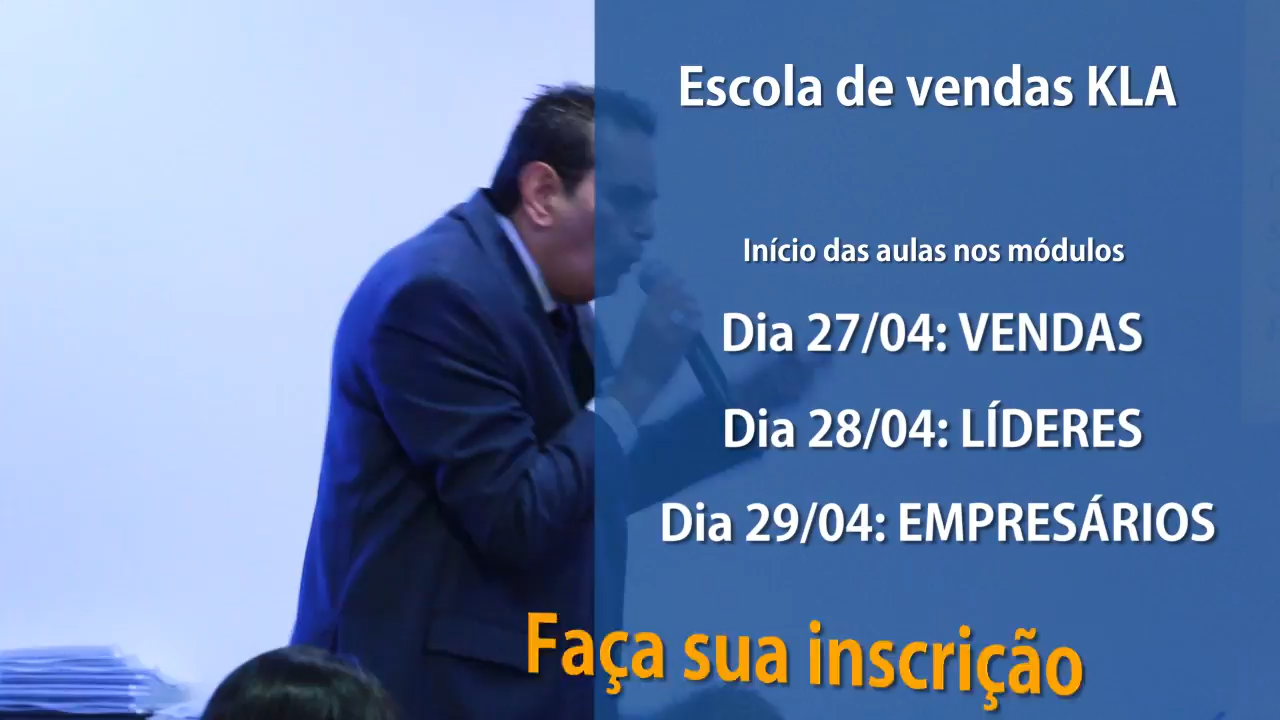 Escola de vendas KLA
Início das aulas nos módulos
Dia 27/04: VENDAS
Dia 28/04: LÍDERES
Dia 29/04: EMPRESÁRIOS
Faça sua inscrição